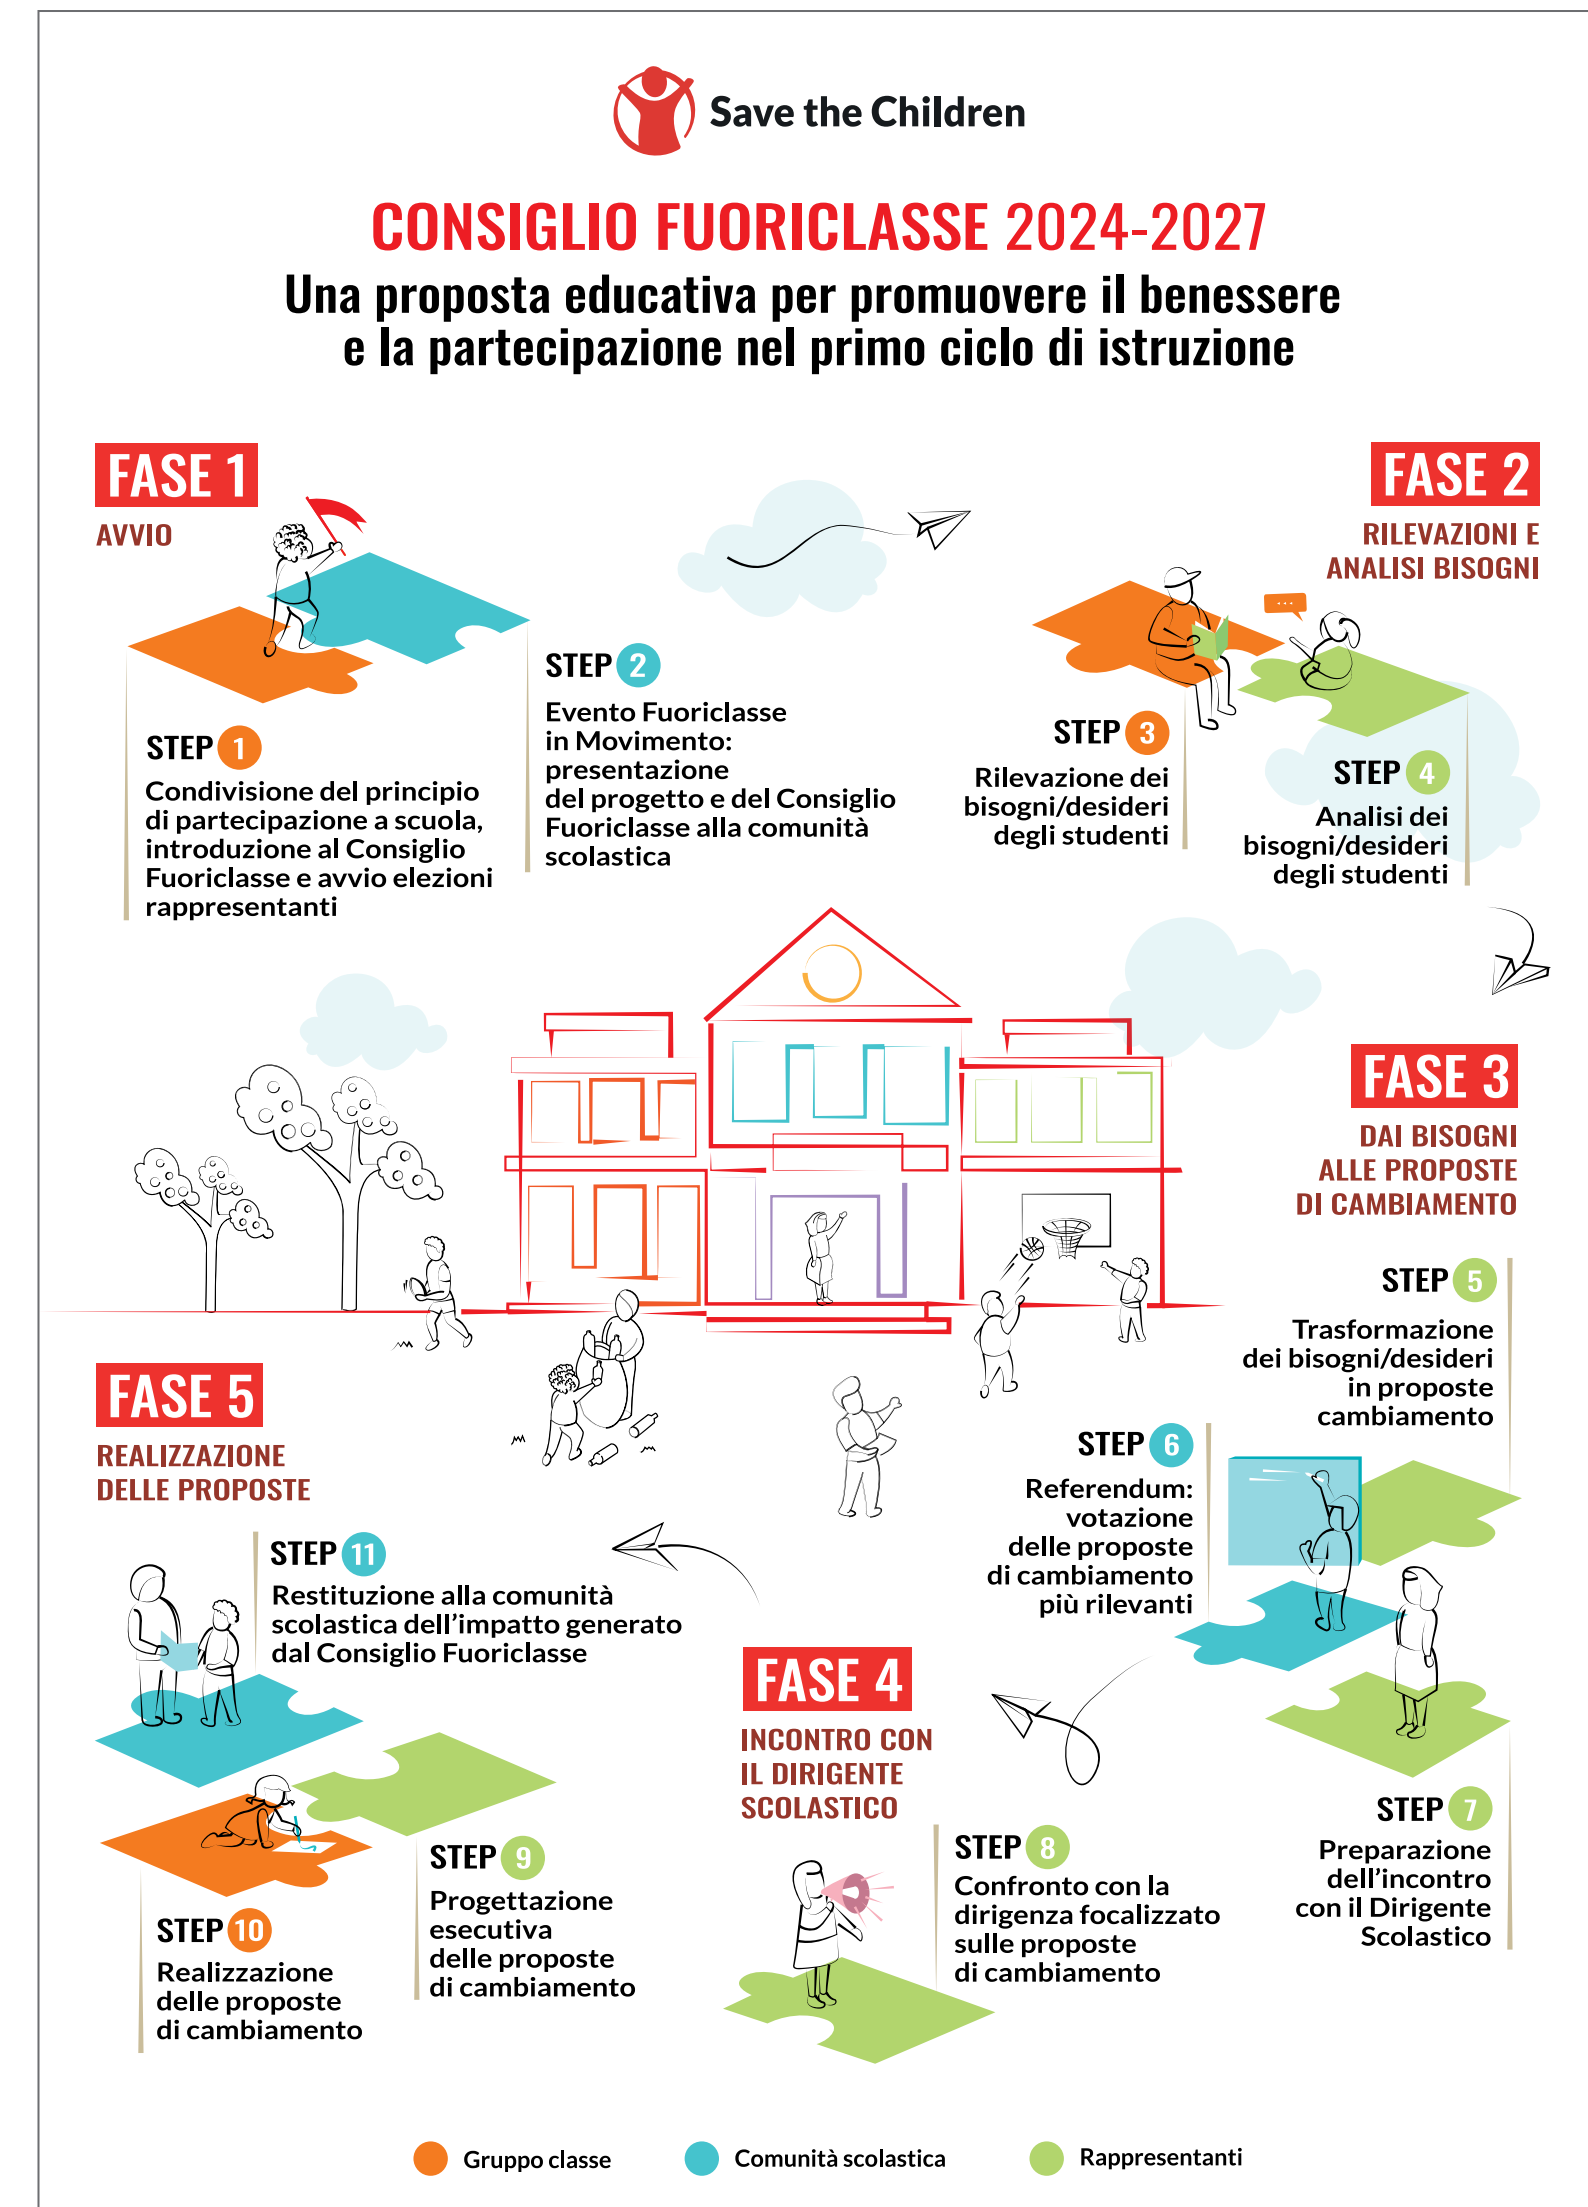 Save the Children
CONSIGLIO FUORICLASSE 2024-2027
Una proposta educativa per promuovere il benessere
e la partecipazione nel primo ciclo di istruzione
FASE 1
AVVIO
STEP 1
Condivisione del principio
di partecipazione a scuola,
introduzione al Consiglio
Fuoriclasse e avvio elezioni
rappresentanti
STEP 2
Evento Fuoriclasse
in Movimento:
presentazione
del progetto e del Consiglio
Fuoriclasse alla comunità
scolastica
FASE 2
RILEVAZIONI E
ANALISI BISOGNI
STEP 3
Rilevazione dei
bisogni/desideri
degli studenti
STEP 4
Analisi dei
bisogni/desideri
degli studenti
FASE 3
DAI BISOGNI
ALLE PROPOSTE
DI CAMBIAMENTO
STEP 5
Trasformazione
dei bisogni/desideri
in proposte
cambiamento
STEP 6
Referendum:
votazione
delle proposte
di cambiamento
più rilevanti
STEP 7
Preparazione
dell'incontro
con il Dirigente
Scolastico
FASE 4
INCONTRO CON
IL DIRIGENTE
SCOLASTICO
STEP 8
Confronto con la
dirigenza focalizzato
sulle proposte
di cambiamento
FASE 5
REALIZZAZIONE
DELLE PROPOSTE
STEP 9
Progettazione
esecutiva
delle proposte
di cambiamento
STEP 10
Realizzazione
delle proposte
di cambiamento
STEP 11
Restituzione alla comunità
scolastica dell'impatto generato
dal Consiglio Fuoriclasse
Gruppo classe
Comunità scolastica
Rappresentanti